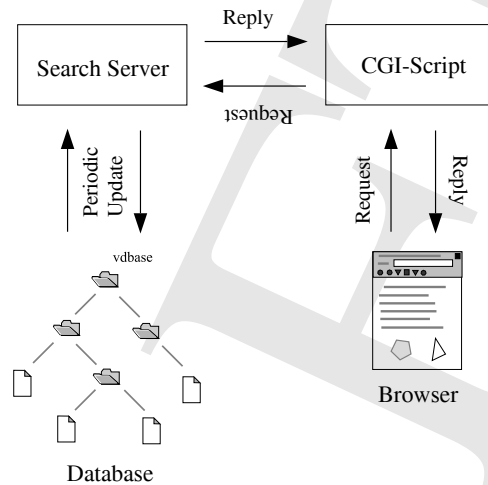 Reply
Search Server
CGI-Script
Request
Periodic
Update
Request
Reply
vdbase
Browser
Database